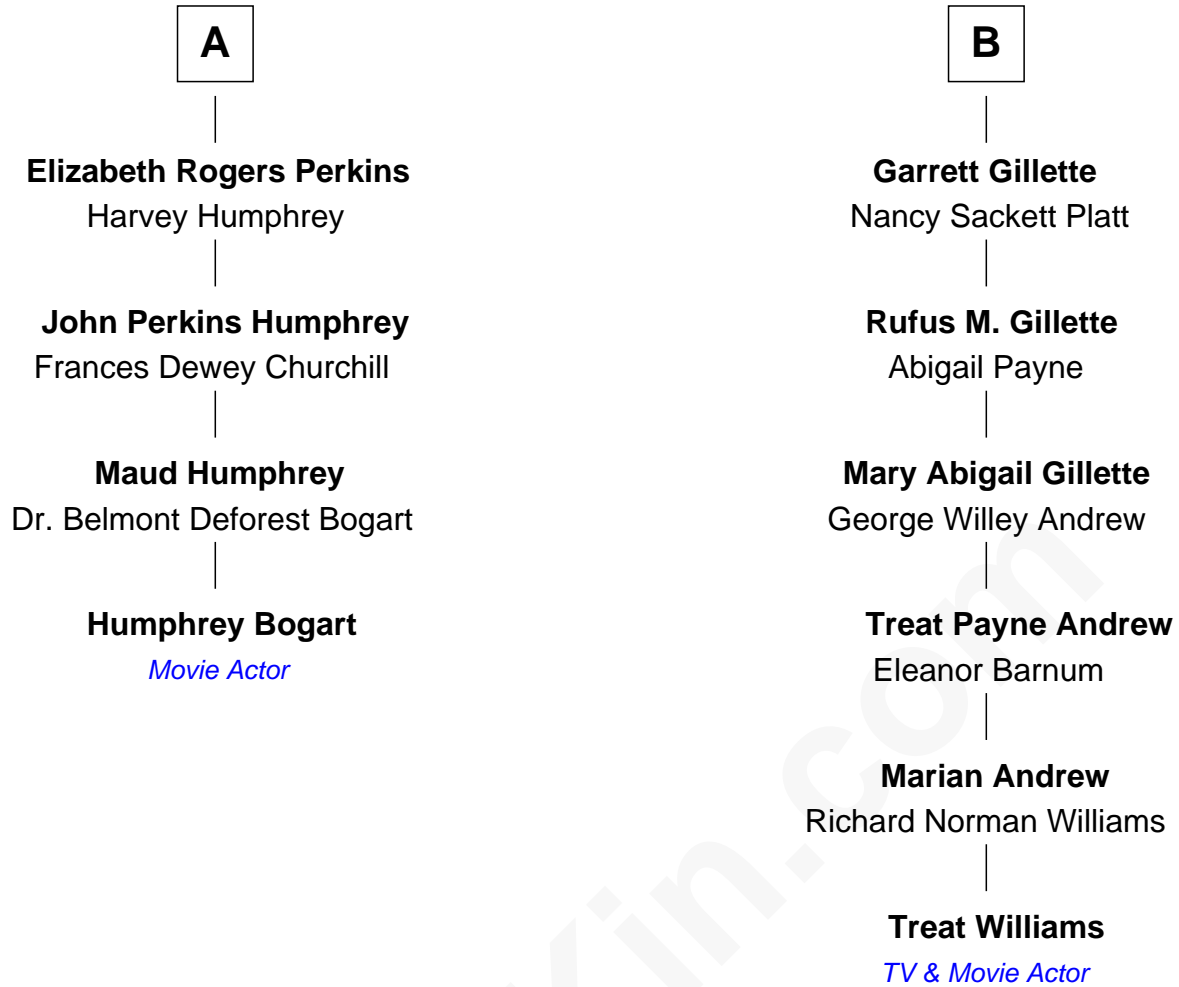 A
Elizabeth Rogers Perkins
Harvey Humphrey
John Perkins Humphrey
Frances Dewey Churchill
Maud Humphrey
Dr. Belmont Deforest Bogart
Humphrey Bogart
Movie Actor
B
Garrett Gillette
Nancy Sackett Platt
Rufus M. Gillette
Abigail Payne
Mary Abigail Gillette
George Willey Andrew
Treat Payne Andrew
Eleanor Barnum
Marian Andrew
Richard Norman Williams
Treat Williams
TV & Movie Actor